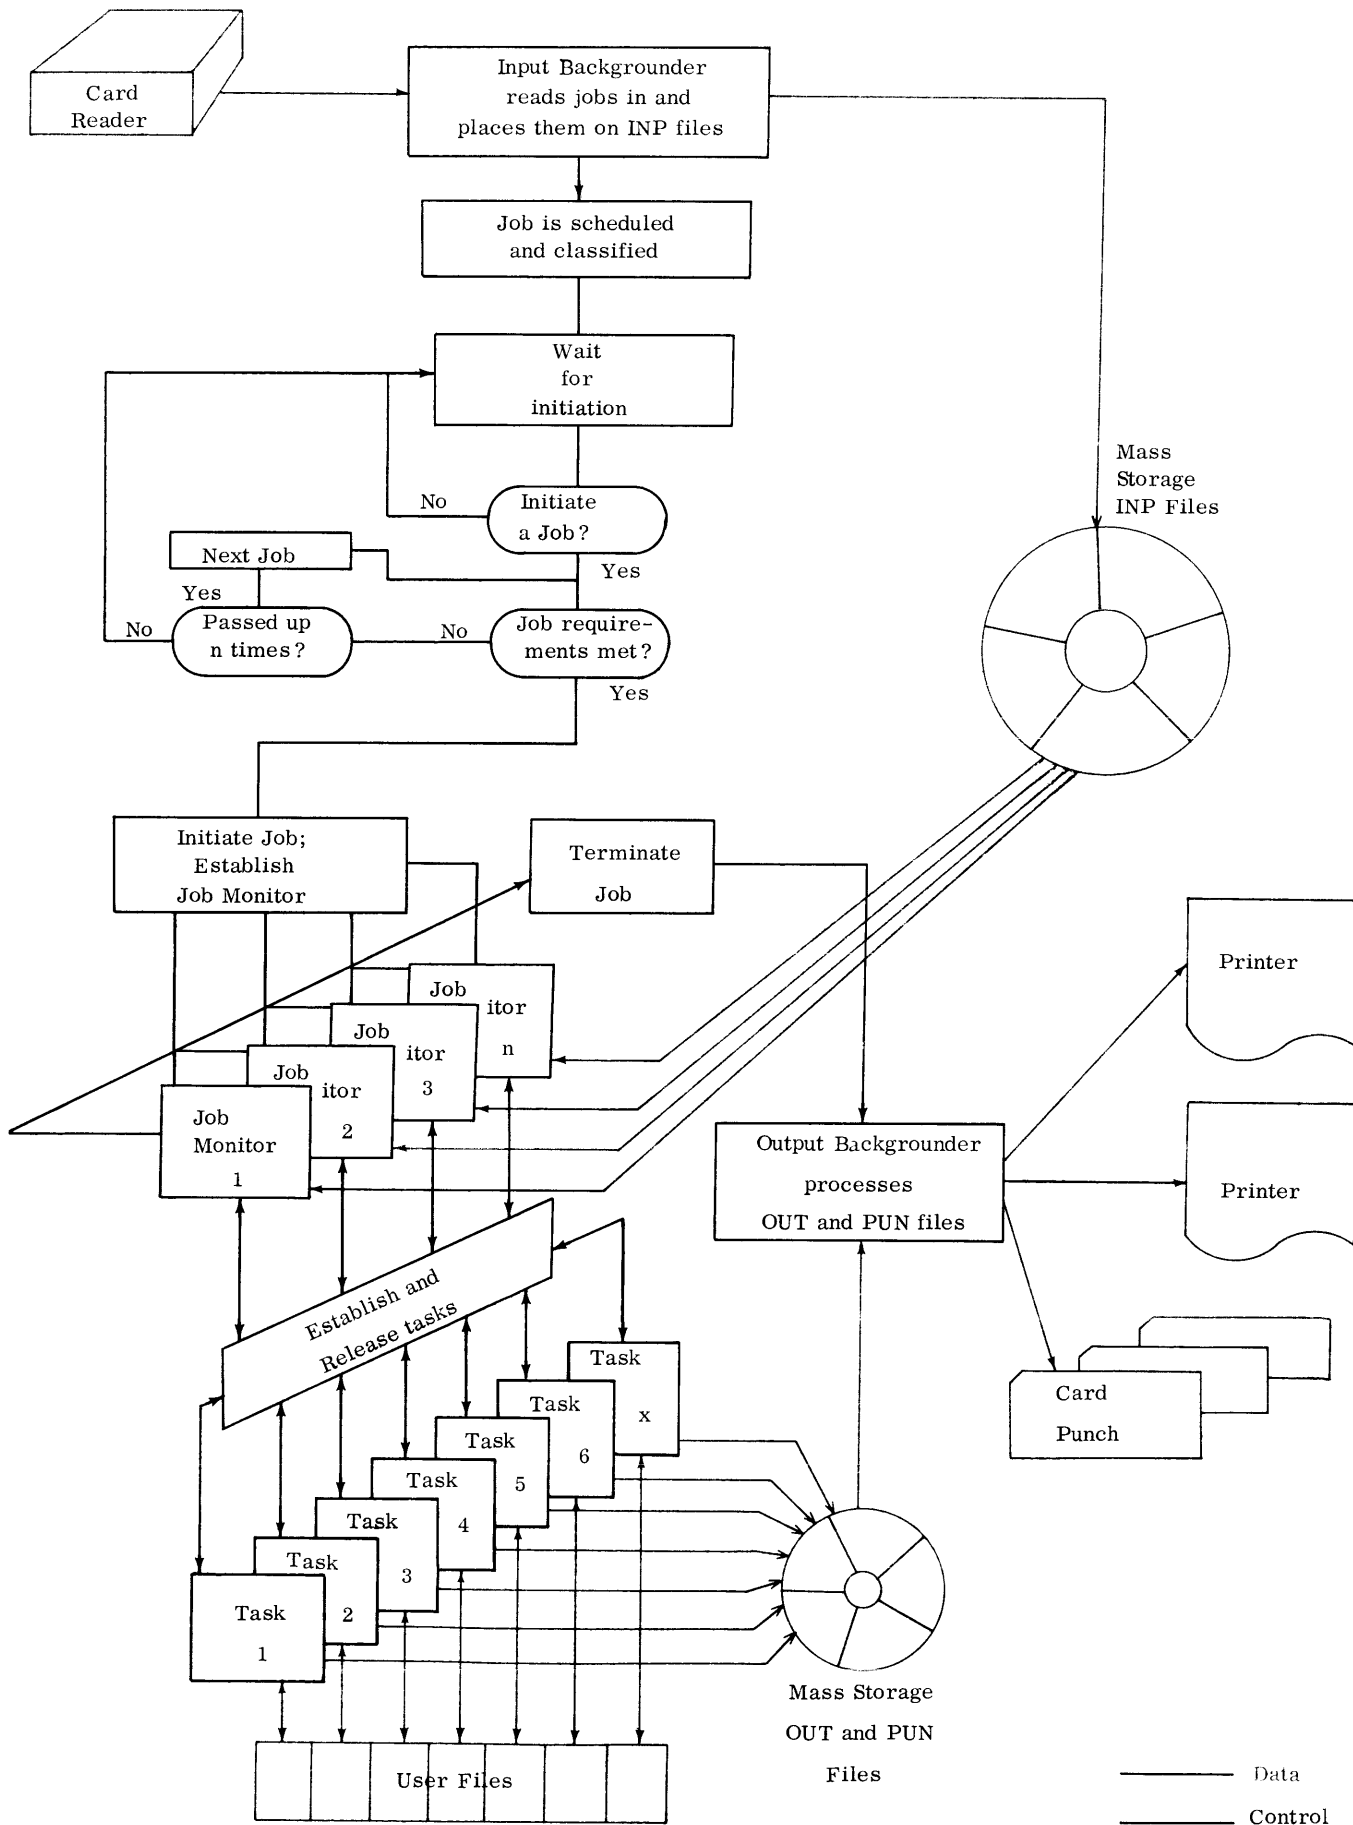 Card
Reader
Input Backgrounder
reads jobs in and
places them on INP files
Job is scheduled
and classified
Wait
for
initiation
Mass
Storage
INP Files
No
Initiate
a Job?
Yes
Next Job
Yes
No
Passed up
n times?
No
Job require-
ments met?
Yes
Initiate Job;
Establish
Job Monitor
Terminate
Job
Printer
Job
itor
n
Job
itor
3
Job
itor
2
Job
Monitor
1
Output Backgrounder
processes
OUT and PUN files
Printer
Establish and
Release tasks
Card
Punch
Task
x
Task
6
Task
5
Task
4
Task
3
Task
2
Task
1
Mass Storage
OUT and PUN
Files
User Files
Data
Control